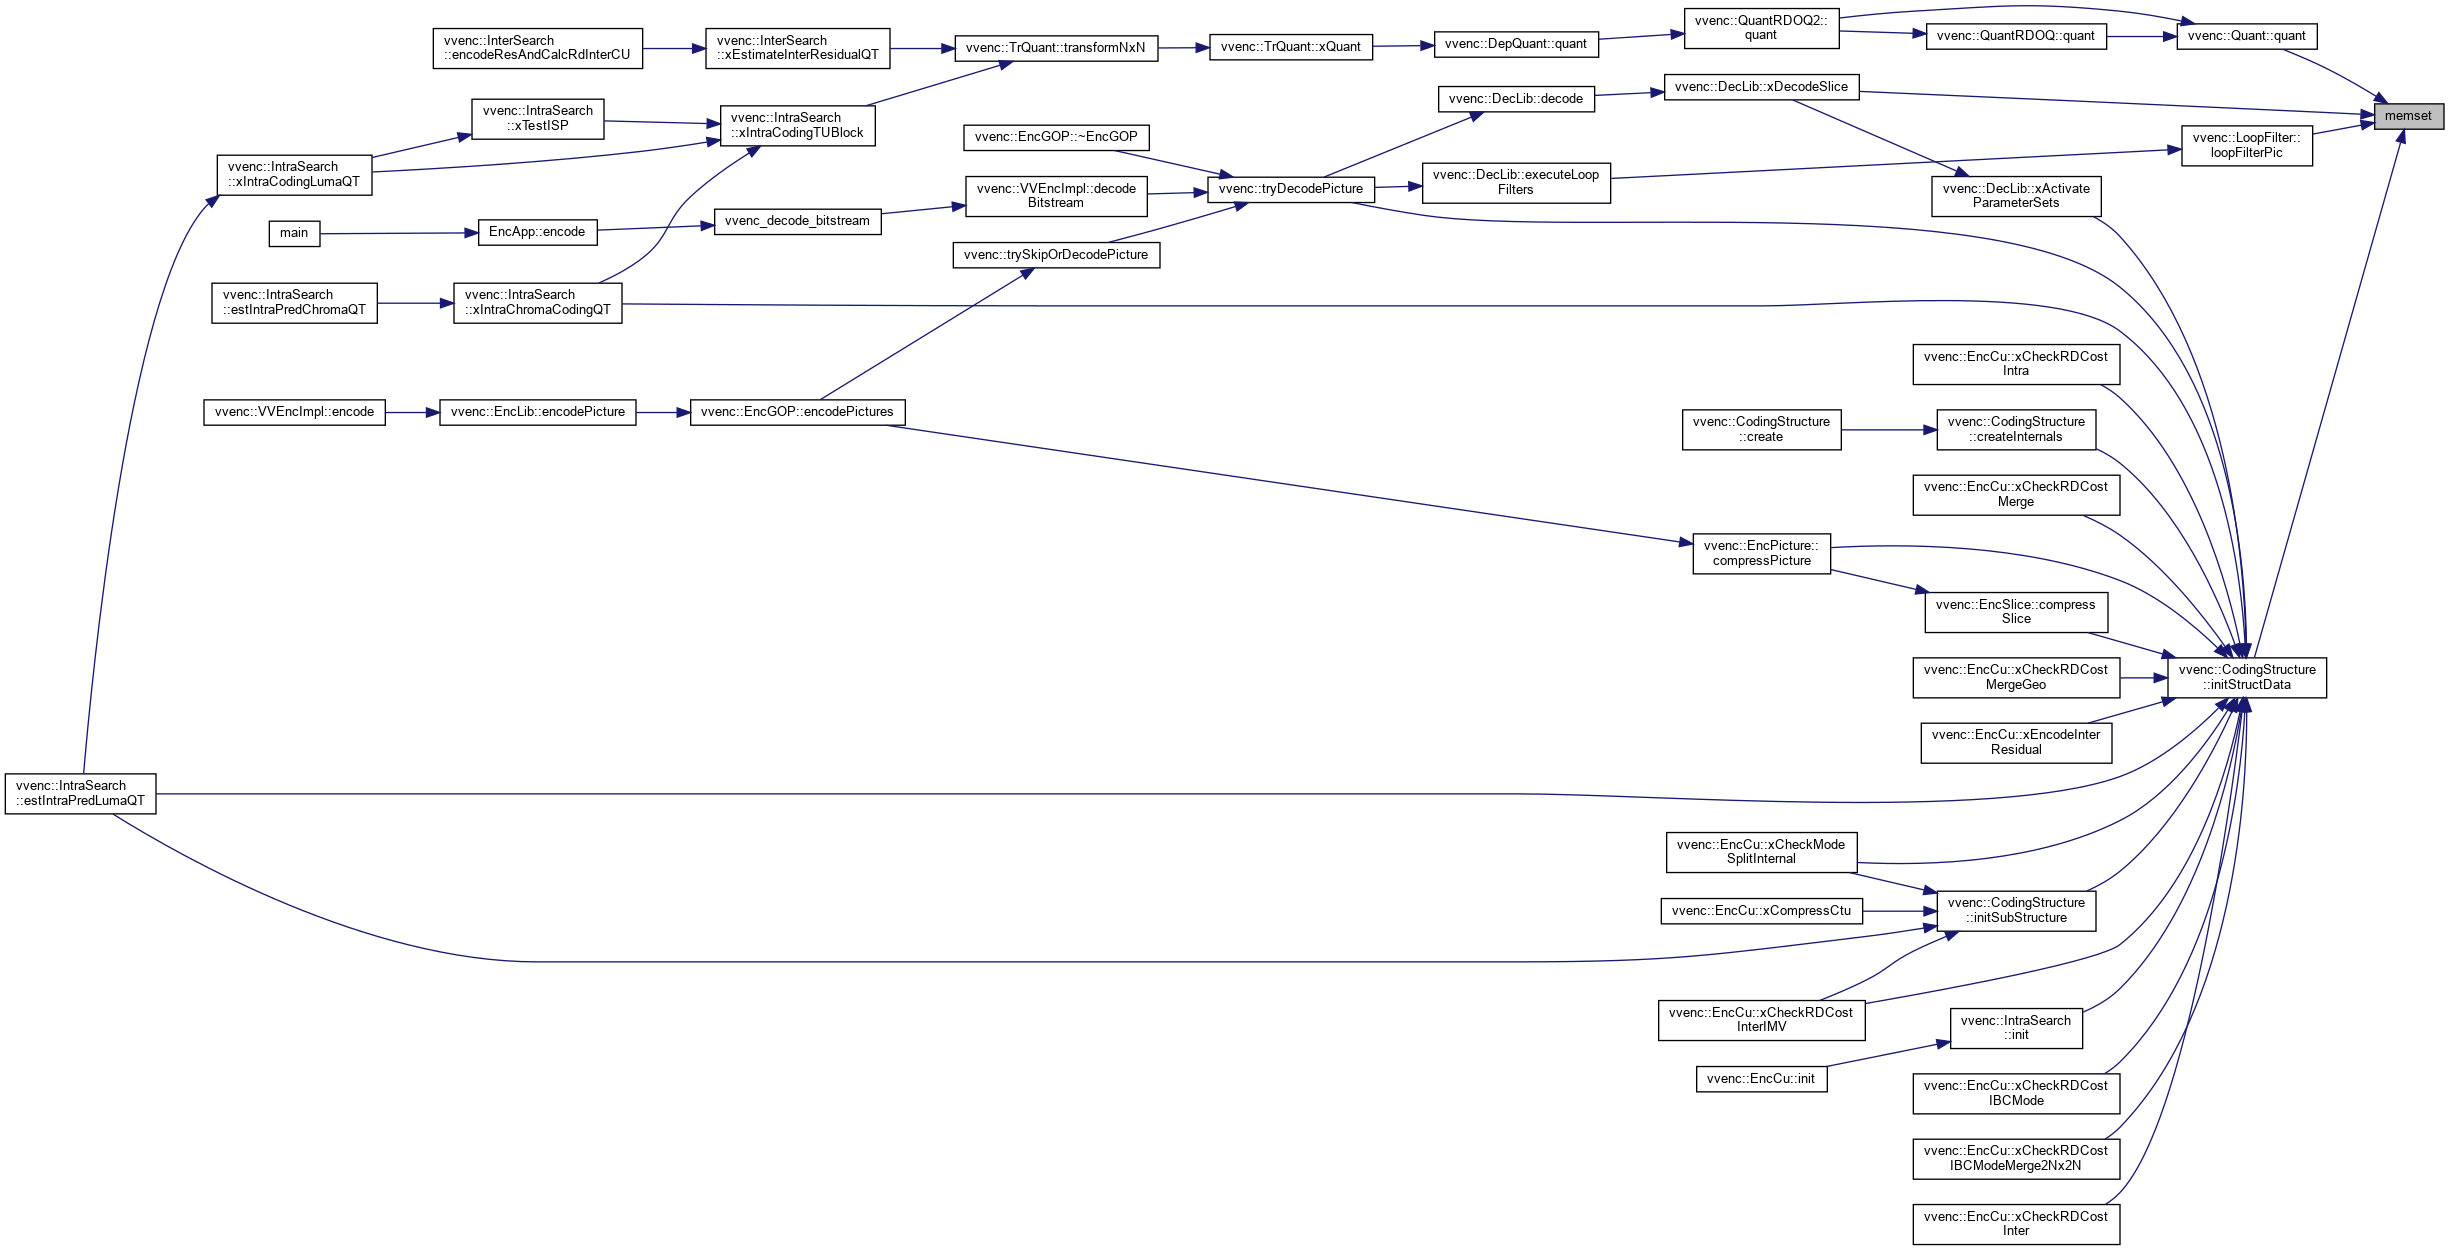 vvenc::InterSearch
::encodeResAndCalcRdInterCU
vvenc::InterSearch
::xEstimateInterResidualQT
vvenc::TrQuant::transformNxN
vvenc::TrQuant::xQuant
vvenc::DepQuant::quant
vvenc::QuantRDOQ2::
quant
vvenc::QuantRDOQ::quant
vvenc::Quant::quant
memset
vvenc::IntraSearch
::xTestISP
vvenc::IntraSearch
::xIntraCodingTUBlock
vvenc::DecLib::decode
vvenc::DecLib::xDecodeSlice
vvenc::EncGOP::~EncGOP
vvenc::LoopFilter::
loopFilterPic
vvenc::IntraSearch
::xIntraCodingLumaQT
vvenc::VVEncImpl::decode
Bitstream
vvenc::tryDecodePicture
vvenc::DecLib::executeLoop
Filters
vvenc::DecLib::xActivate
ParameterSets
main
EncApp::encode
vvenc_decode_bitstream
vvenc::trySkipOrDecodePicture
vvenc::IntraSearch
::estIntraPredChromaQT
vvenc::IntraSearch
::xIntraChromaCodingQT
vvenc::EncCu::xCheckRDCost
Intra
vvenc::VVEncImpl::encode
vvenc::EncLib::encodePicture
vvenc::EncGOP::encodePictures
vvenc::CodingStructure
::create
vvenc::CodingStructure
::createInternals
vvenc::EncCu::xCheckRDCost
Merge
vvenc::EncPicture::
compressPicture
vvenc::EncSlice::compress
Slice
vvenc::EncCu::xCheckRDCost
MergeGeo
vvenc::CodingStructure
::initStructData
vvenc::EncCu::xEncodeInter
Residual
vvenc::IntraSearch
::estIntraPredLumaQT
vvenc::EncCu::xCheckMode
SplitInternal
vvenc::EncCu::xCompressCtu
vvenc::CodingStructure
::initSubStructure
vvenc::EncCu::xCheckRDCost
InterIMV
vvenc::IntraSearch
::init
vvenc::EncCu::init
vvenc::EncCu::xCheckRDCost
IBCMode
vvenc::EncCu::xCheckRDCost
IBCModeMerge2Nx2N
vvenc::EncCu::xCheckRDCost
Inter